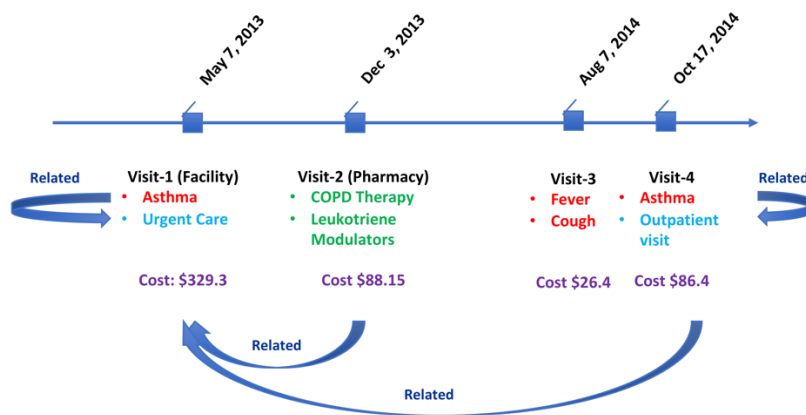 May 7, 2013
Dec 3, 2013
Aug 7, 2014
Oct 17, 2014
Related
Visit-1 (Facility)
• Asthma
• Urgent Care
Cost: $329.3
Visit-2 (Pharmacy)
• COPD Therapy
• Leukotriene
Modulators
Cost $88.15
Visit-3
• Fever
• Cough
Cost $26.4
Visit-4
• Asthma
• Outpatient
visit
Cost $86.4
Related
Related
Related